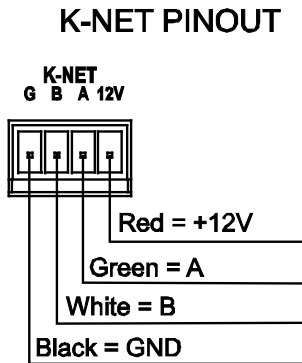 K-NET PINOUT
K-NET
G B A 12V
Red = +12V
Green = A
White = B
Black = GND